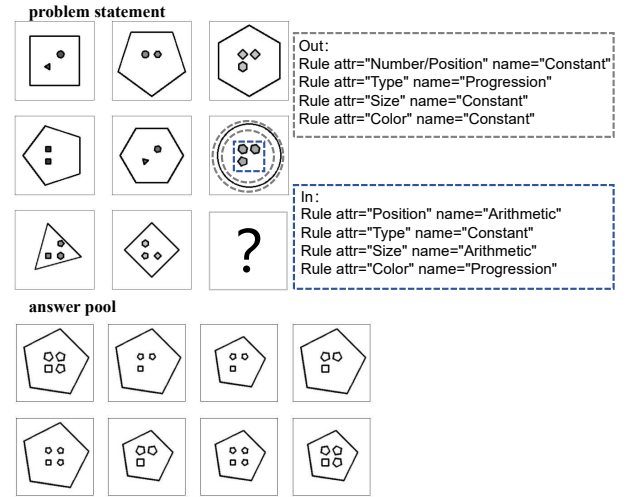 problem statement
Out:
Rule attr="Number/Position" name="Constant"
Rule attr="Type" name="Progression"
Rule attr="Size" name="Constant"
Rule attr="Color" name="Constant"
In:
Rule attr="Position" name="Arithmetic"
Rule attr="Type" name="Constant"
Rule attr="Size" name="Arithmetic"
Rule attr="Color" name="Progression"
?
answer pool